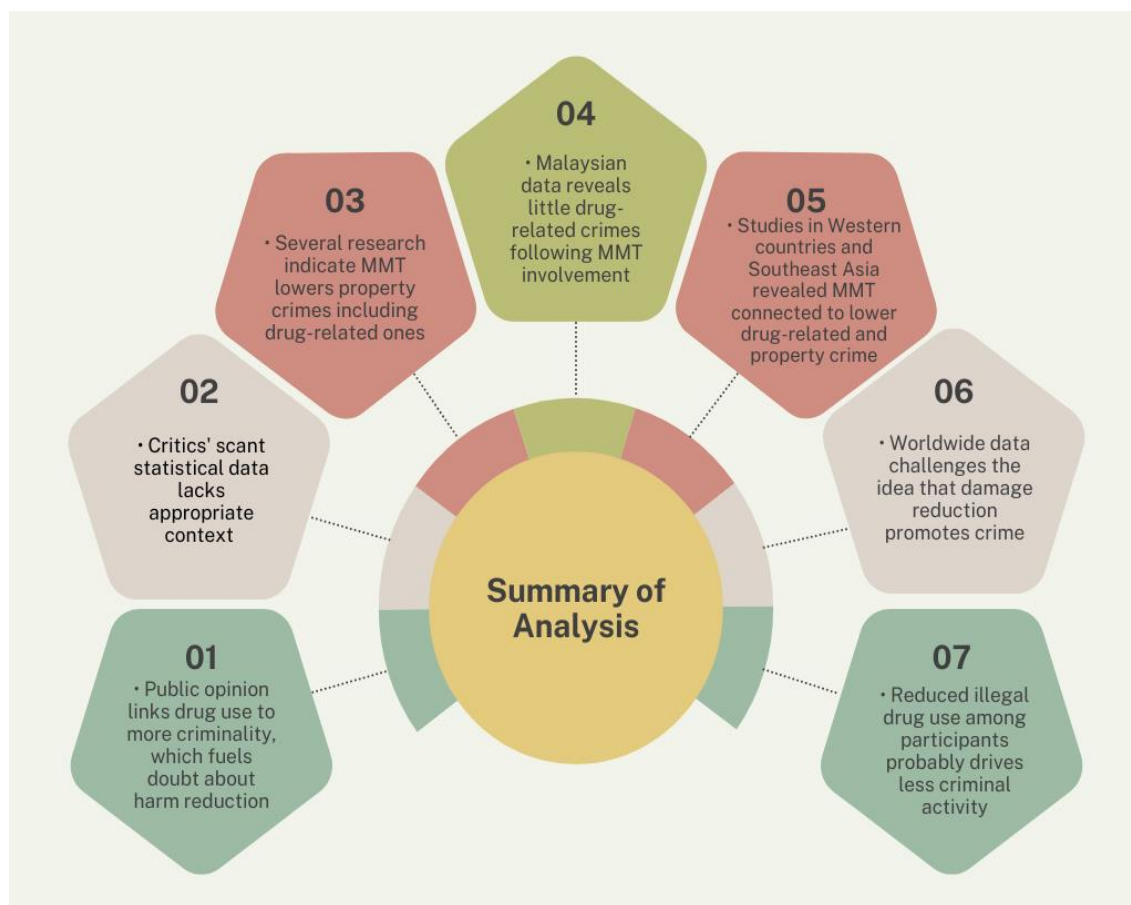 01
• Public opinion
links drug use to
more criminality,
which fuels
doubt about
harm reduction
02
• Critics' scant
statistical data
lacks
appropriate
context
03
• Several research
indicate MMT
lowers property
crimes including
drug-related ones
04
• Malaysian
data reveals
little drug-
related crimes
following MMT
involvement
05
• Studies in Western
countries and
Southeast Asia
revealed MMT
connected to lower
drug-related and
property crime
06
• Worldwide data
challenges the
idea that damage
reduction
promotes crime
07
• Reduced illegal
drug use among
participants
probably drives
less criminal
activity
Summary of
Analysis